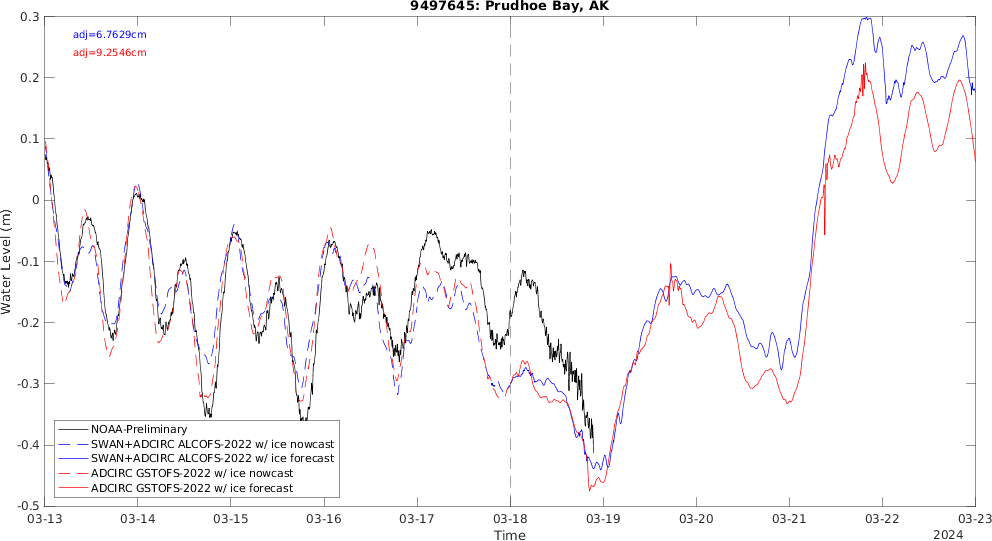 9497645: Prudhoe Bay, AK
adj=6.7629cm
adj=9.2546cm
Water Level (m)
0.3
0.2
0.1
0
-0.1
-0.2
-0.3
-0.4
-0.5
NOAA-Preliminary
SWAN+ADCIRC ALCOFS-2022 w/ ice nowcast
SWAN+ADCIRC ALCOFS-2022 w/ ice forecast
ADCIRC GSTOFS-2022 w/ ice nowcast
ADCIRC GSTOFS-2022 w/ ice forecast
03-13 03-14 03-15 03-16 03-17 03-18 03-19 03-20 03-21 03-22 03-23
Time
2024